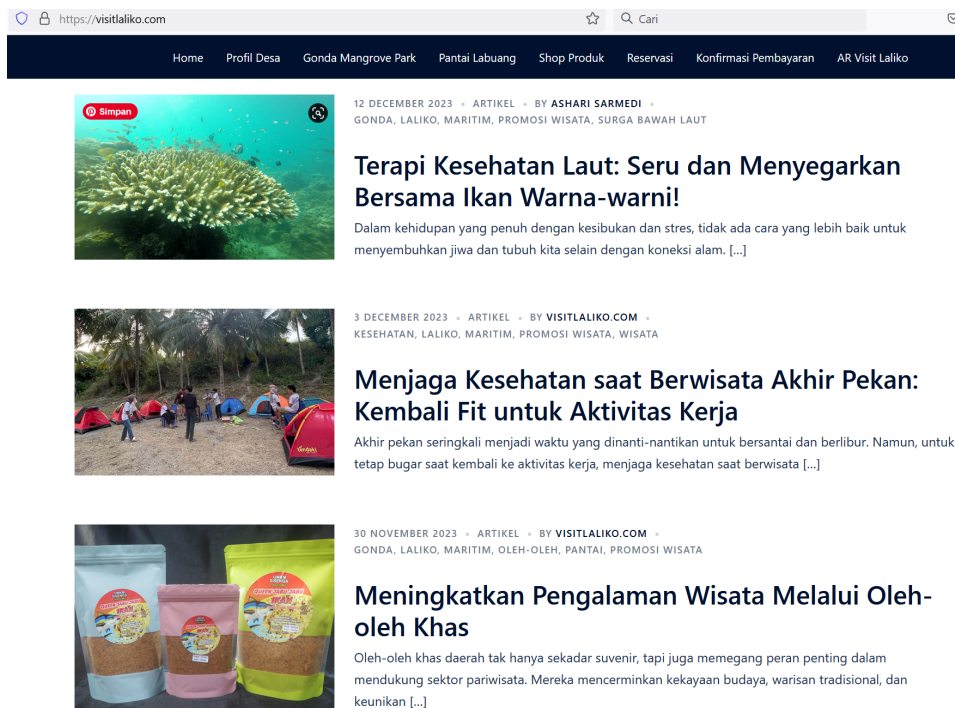 https://visitlaliko.com
Cari
Home Profil Desa Gonda Mangrove Park Pantai Labuang Shop Produk Reservasi Konfirmasi Pembayaran AR Visit Laliko
Simpan
12 DECEMBER 2023 ARTIKEL BY ASHARI SARMEDI
GONDA, LALIKO, MARITIM, PROMOSI WISATA, SURGA BAWAH LAUT
Terapi Kesehatan Laut: Seru dan Menyegarkan
Bersama Ikan Warna-warni!
Dalam kehidupan yang penuh dengan kesibukan dan stres, tidak ada cara yang lebih baik untuk
menyembuhkan jiwa dan tubuh kita selain dengan koneksi alam. [...]
3 DECEMBER 2023 ARTIKEL BY VISITLALIKO.COM
KESEHATAN, LALIKO, MARITIM, PROMOSI WISATA, WISATA
Menjaga Kesehatan saat Berwisata Akhir Pekan:
Kembali Fit untuk Aktivitas Kerja
Akhir pekan seringkali menjadi waktu yang dinanti-nantikan untuk bersantai dan berlibur. Namun, untuk
tetap bugar saat kembali ke aktivitas kerja, menjaga kesehatan saat berwisata [...]
30 NOVEMBER 2023 ARTIKEL BY VISITLALIKO.COM
GONDA, LALIKO, MARITIM, OLEH-OLEH, PANTAI, PROMOSI WISATA
Meningkatkan Pengalaman Wisata Melalui Oleh-
oleh Khas
Oleh-oleh khas daerah tak hanya sekadar suvenir, tapi juga memegang peran penting dalam
mendukung sektor pariwisata. Mereka mencerminkan kekayaan budaya, warisan tradisional, dan
keunikan [...]